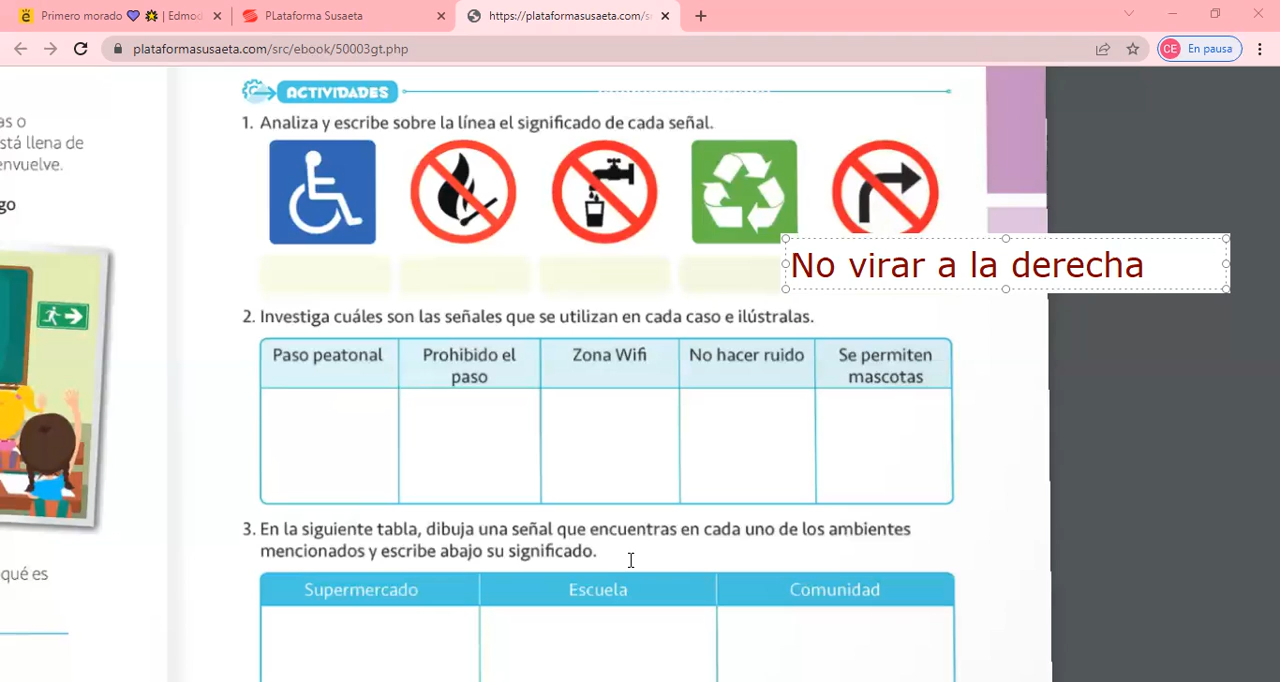 Primero morado 💜 | Edmod
PLataforma Susaeta
https://plataformasusaeta.com/s
plataformasusaeta.com/src/ebook/50003gt.php
CE
En pausa
as o
stá llena de
envuelve.
go
qué es
ACTIVIDADES
1. Analiza y escribe sobre la línea el significado de cada señal.
No virar a la derecha
2. Investiga cuáles son las señales que se utilizan en cada caso e ilústralas.
Paso peatonal
Prohibido el
paso
Zona Wifi
No hacer ruido
Se permiten
mascotas
3. En la siguiente tabla, dibuja una señal que encuentras en cada uno de los ambientes
mencionados y escribe abajo su significado.
Supermercado
Escuela
Comunidad